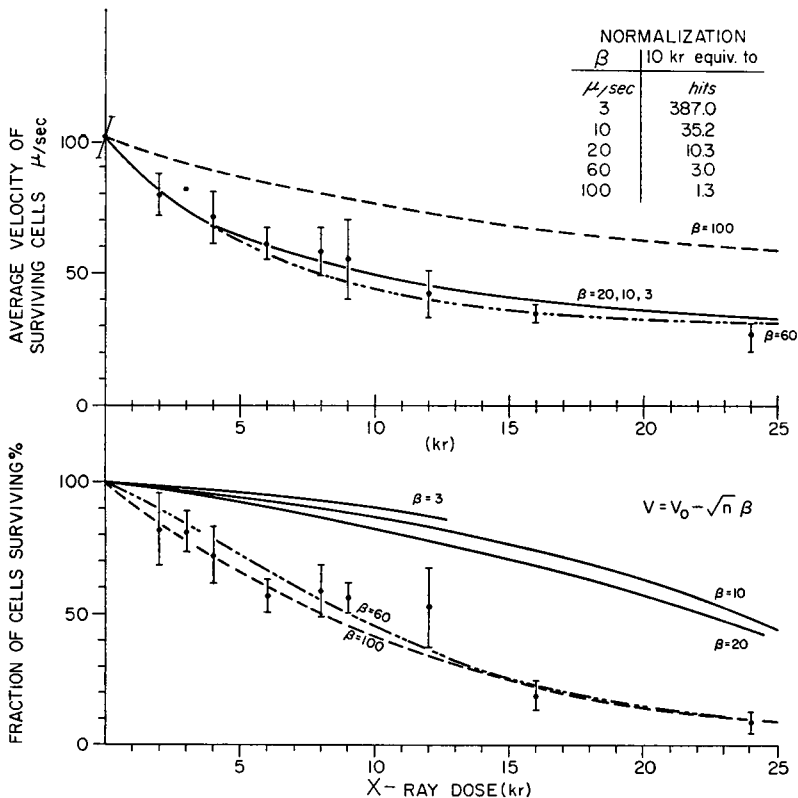 NORMALIZATION
β 10 kr equiv. to
μ/sec hits
3 387.0
10 35.2
20 10.3
60 3.0
100 1.3
AVERAGE VELOCITY OF
SURVIVING CELLS μ/sec
100
50
0
β=100
β=20, 10, 3
β=60
5 10 15 20 25
(kr)
FRACTION OF CELLS SURVIVING%
100
50
0
β=3
V = V₀ − √n β
β=10
β=20
β=60
β=100
5 10 15 20 25
X-RAY DOSE(kr)